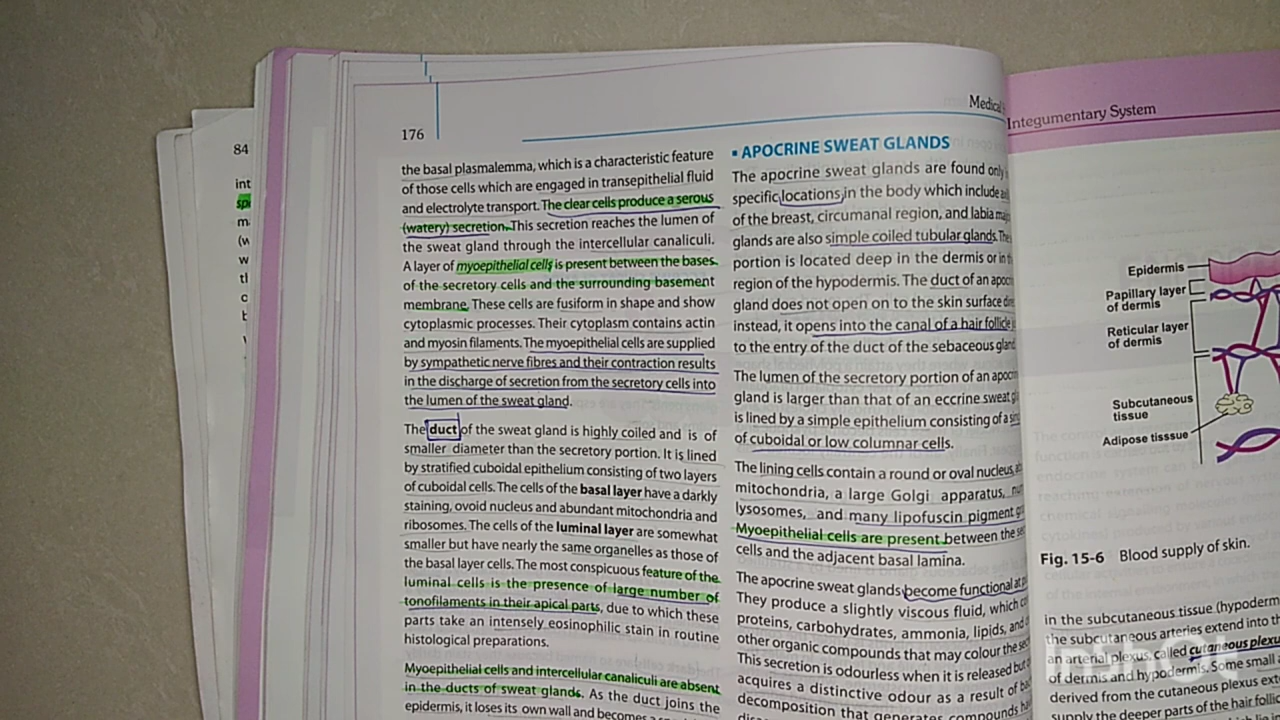 84
int
176
the basal plasmalemma, which is a characteristic feature
of those cells which are engaged in transepithelial fluid
and electrolyte transport. The clear cells produce a serous
(watery) secretion. This secretion reaches the lumen of
the sweat gland through the intercellular canaliculi.
A layer of myoepithelial cells is present between the bases
of the secretory cells and the surrounding basement
membrane. These cells are fusiform in shape and show
cytoplasmic processes. Their cytoplasm contains actin
and myosin filaments. The myoepithelial cells are supplied
by sympathetic nerve fibres and their contraction results
in the discharge of secretion from the secretory cells into
the lumen of the sweat gland.
The duct of the sweat gland is highly coiled and is of
smaller diameter than the secretory portion. It is lined
by stratified cuboidal epithelium consisting of two layers
of cuboidal cells. The cells of the basal layer have a darkly
staining, ovoid nucleus and abundant mitochondria and
ribosomes. The cells of the luminal layer are somewhat
smaller but have nearly the same organelles as those of
the basal layer cells. The most conspicuous feature of the
luminal cells is the presence of large number of
tonofilaments in their apical parts, due to which these
parts take an intensely eosinophilic stain in routine
histological preparations.
Myoepithelial cells and intercellular canaliculi are absent
in the ducts of sweat glands. As the duct joins the
epidermis, it loses its own wall and becomes
Medical
▪ APOCRINE SWEAT GLANDS
The apocrine sweat glands are found only
specific locations in the body which include
of the breast, circumanal region, and labia
glands are also simple coiled tubular glands. The
portion is located deep in the dermis or in
region of the hypodermis. The duct of an
gland does not open on to the skin surface
instead, it opens into the canal of a hair follicle
to the entry of the duct of the sebaceous gland
The lumen of the secretory portion of an
gland is larger than that of an eccrine sweat
is lined by a simple epithelium consisting of a
of cuboidal or low columnar cells.
The lining cells contain a round or oval nucleus,
mitochondria, a large Golgi apparatus,
lysosomes, and many lipofuscin pigment
Myoepithelial cells are present between the
cells and the adjacent basal lamina.
The apocrine sweat glands become functional at
They produce a slightly viscous fluid, which
proteins, carbohydrates, ammonia, lipids, and
other organic compounds that may colour the
This secretion is odourless when it is released but
acquires a distinctive odour as a result of
decomposition that generates compounds
Integumentary System
Epidermis
Papillary layer
of dermis
Reticular layer
of dermis
Subcutaneous
tissue
Adipose tisssue
Fig. 15-6 Blood supply of skin.
in the subcutaneous tissue (hypoderm
the subcutaneous arteries extend into th
an arterial plexus, called cutaneous plexu
of dermis and hypodermis. Some small
derived from the cutaneous plexus
supply the deeper parts of the hair